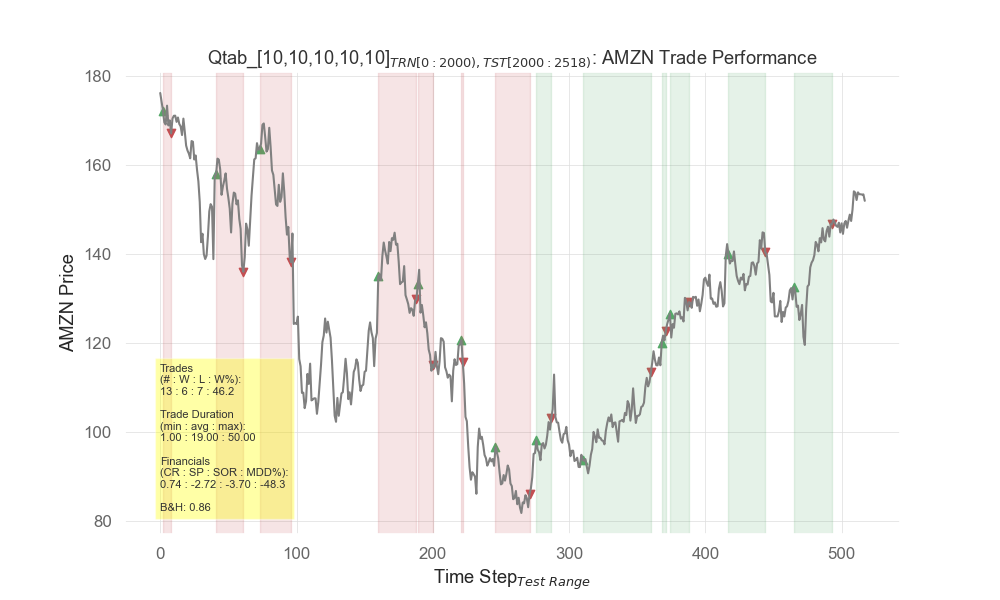 Qtab_[10,10,10,10,10]TRN[0 : 2000), TST[2000 : 2518): AMZN Trade Performance
180
160
140
120
100
80
AMZN Price
Trades
(# : W : L : W%):
13 : 6 : 7 : 46.2
Trade Duration
(min : avg : max):
1.00 : 19.00 : 50.00
Financials
(CR : SP : SOR : MDD%):
0.74 : -2.72 : -3.70 : -48.3
B&H: 0.86
0 100 200 300 400 500
Time StepTest Range